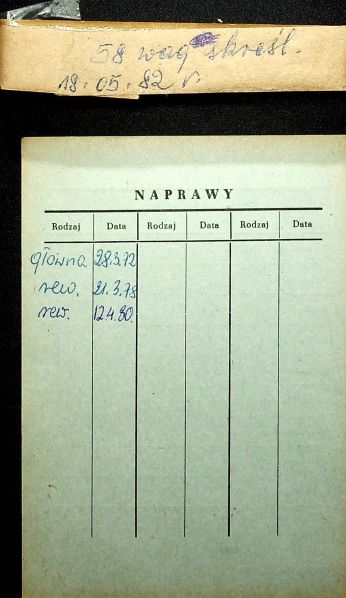 58 wag skreśl.
18.05.82 r
NAPRAWY
Rodzaj Data Rodzaj Data Rodzaj Data
główna 28.3.72
rew. 21.3.78
rew. 12.4.80.